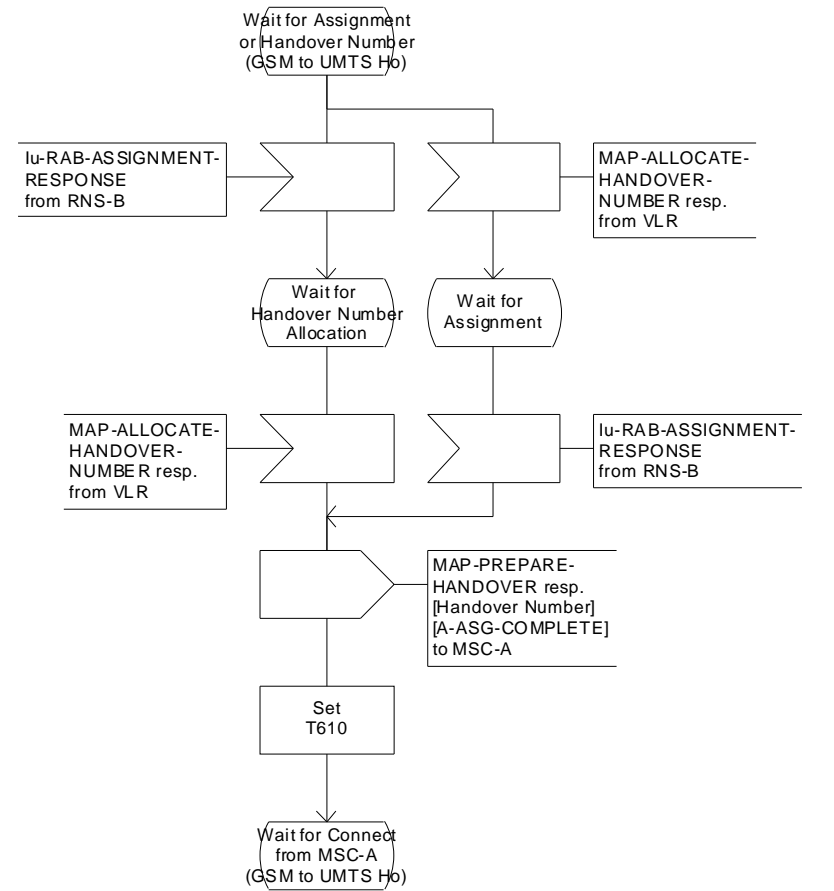 Wait for Assignment
or Handover Number
(GSM to UMTS Ho)
Iu-RAB-ASSIGNMENT-
RESPONSE
from RNS-B
MAP-ALLOCATE-
HANDOVER-
NUMBER resp.
from VLR
Wait for
Handover Number
Allocation
Wait for
Assignment
MAP-ALLOCATE-
HANDOVER-
NUMBER resp.
from VLR
Iu-RAB-ASSIGNMENT-
RESPONSE
from RNS-B
MAP-PREPARE-
HANDOVER resp.
[Handover Number]
[A-ASG-COMPLETE]
to MSC-A
Set
T610
Wait for Connect
from MSC-A
(GSM to UMTS Ho)